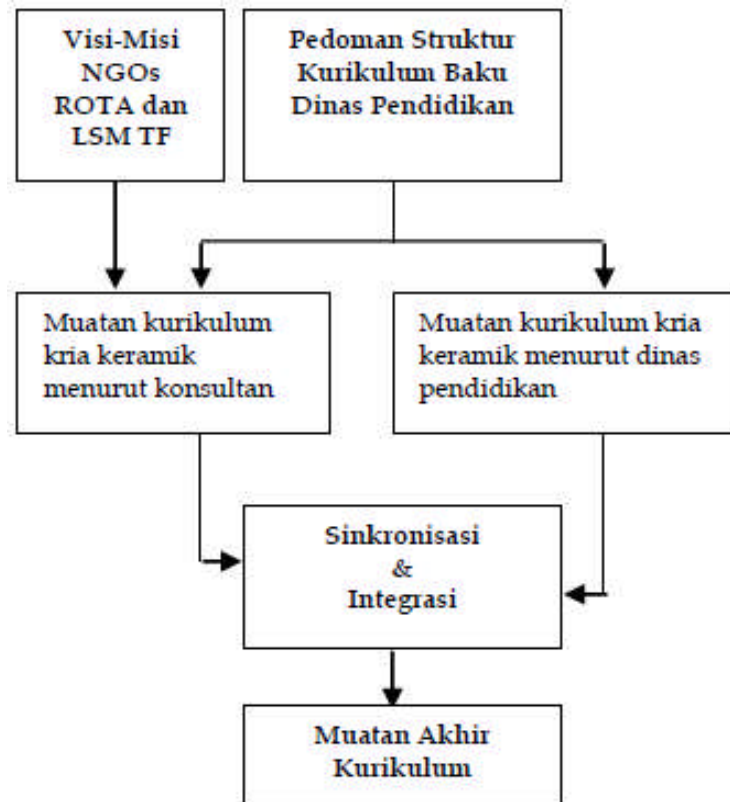 Visi-Misi
NGOs
ROTA dan
LSM TF
Pedoman Struktur
Kurikulum Baku
Dinas Pendidikan
Muatan kurikulum
kria keramik
menurut konsultan
Muatan kurikulum kria
keramik menurut dinas
pendidikan
Sinkronisasi
&
Integrasi
Muatan Akhir
Kurikulum